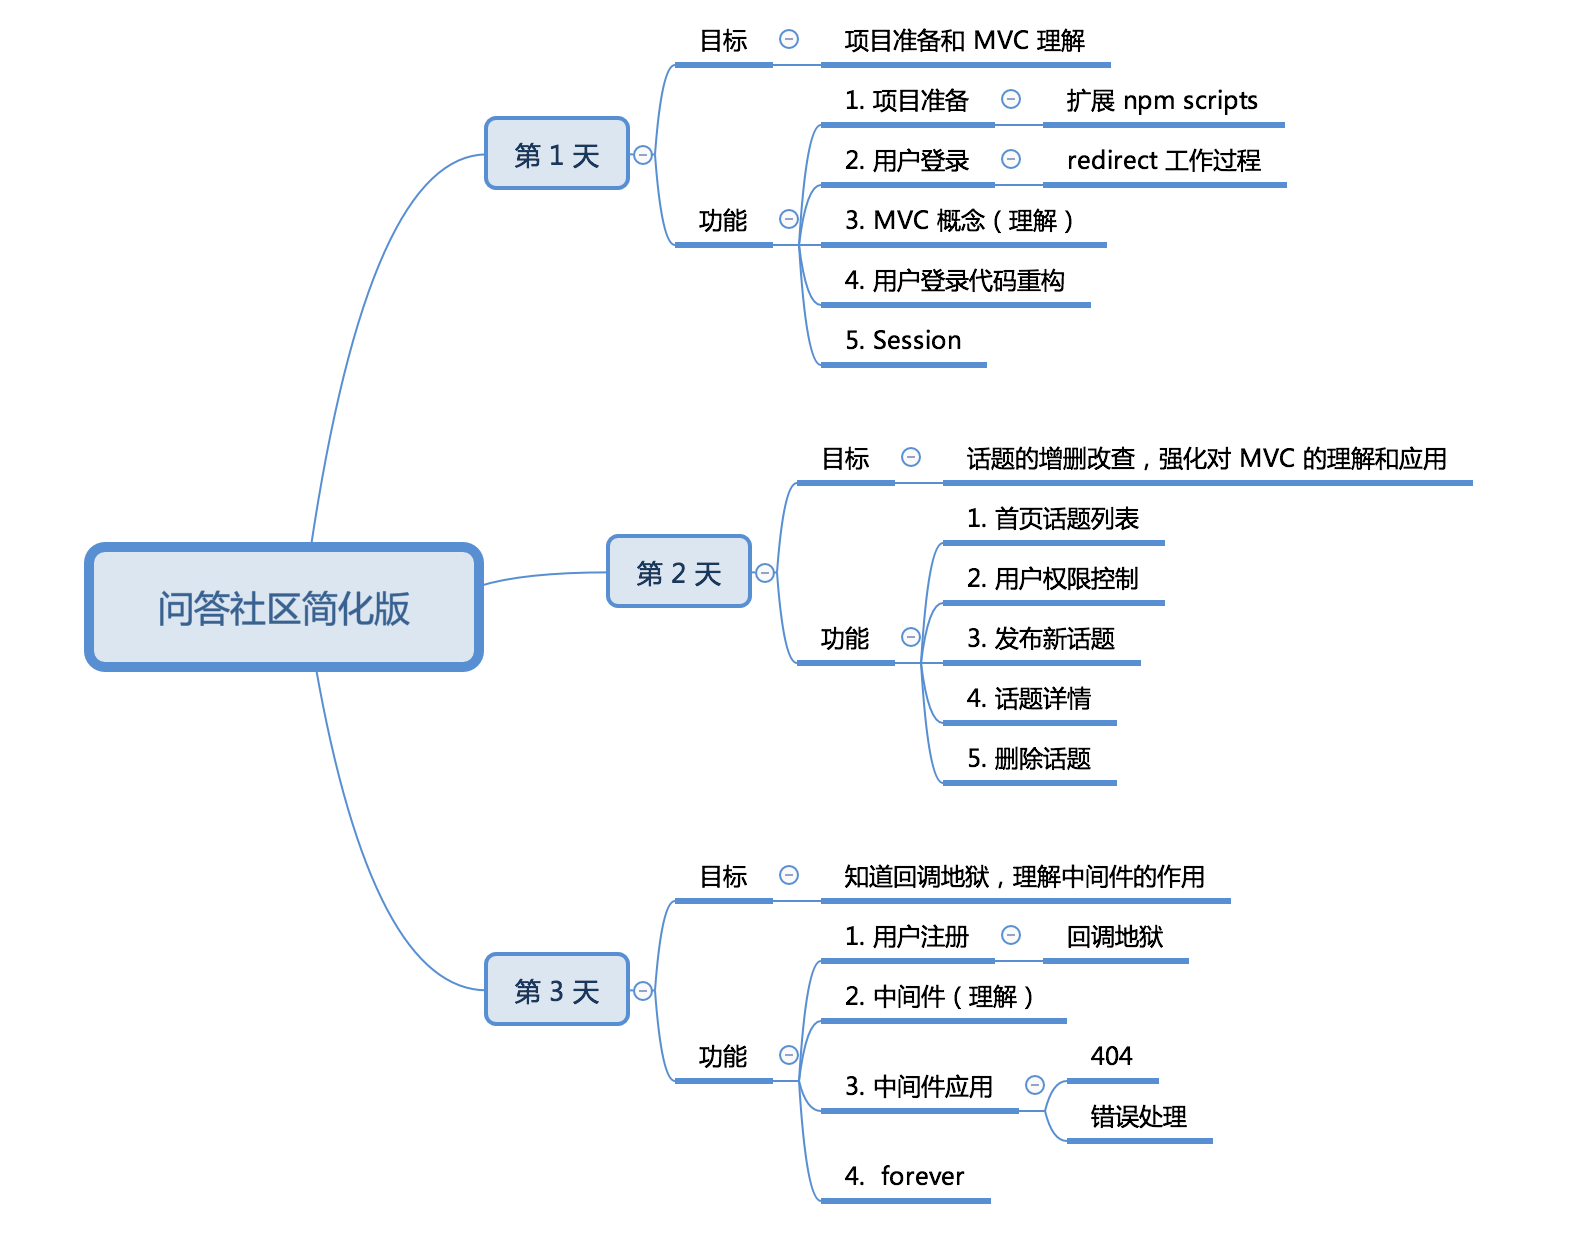 问答社区简化版
第 1 天
目标
项目准备和 MVC 理解
功能
1. 项目准备
扩展 npm scripts
2. 用户登录
redirect 工作过程
3. MVC 概念（理解）
4. 用户登录代码重构
5. Session
第 2 天
目标
话题的增删改查，强化对 MVC 的理解和应用
功能
1. 首页话题列表
2. 用户权限控制
3. 发布新话题
4. 话题详情
5. 删除话题
第 3 天
目标
知道回调地狱，理解中间件的作用
功能
1. 用户注册
回调地狱
2. 中间件（理解）
3. 中间件应用
404
错误处理
4.  forever